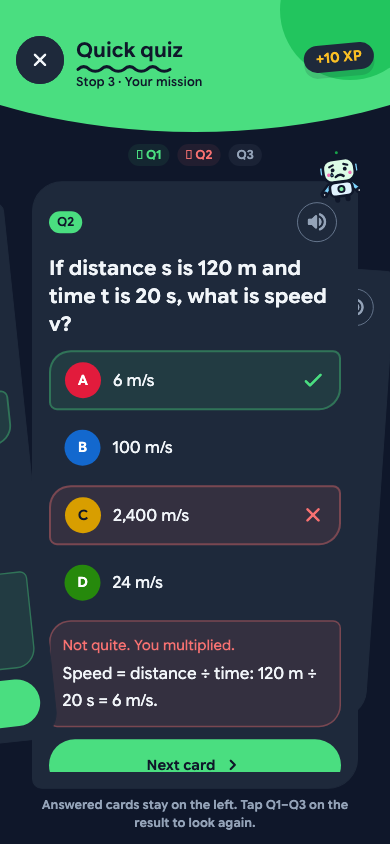 Quick quiz
Stop 3 · Your mission
+10 XP
Q1 Q2 Q3
Q2
If distance s is 120 m and
time t is 20 s, what is speed
v?
A 6 m/s
B 100 m/s
C 2,400 m/s
D 24 m/s
Not quite. You multiplied.
Speed = distance ÷ time: 120 m ÷
20 s = 6 m/s.
Next card
Answered cards stay on the left. Tap Q1–Q3 on the
result to look again.